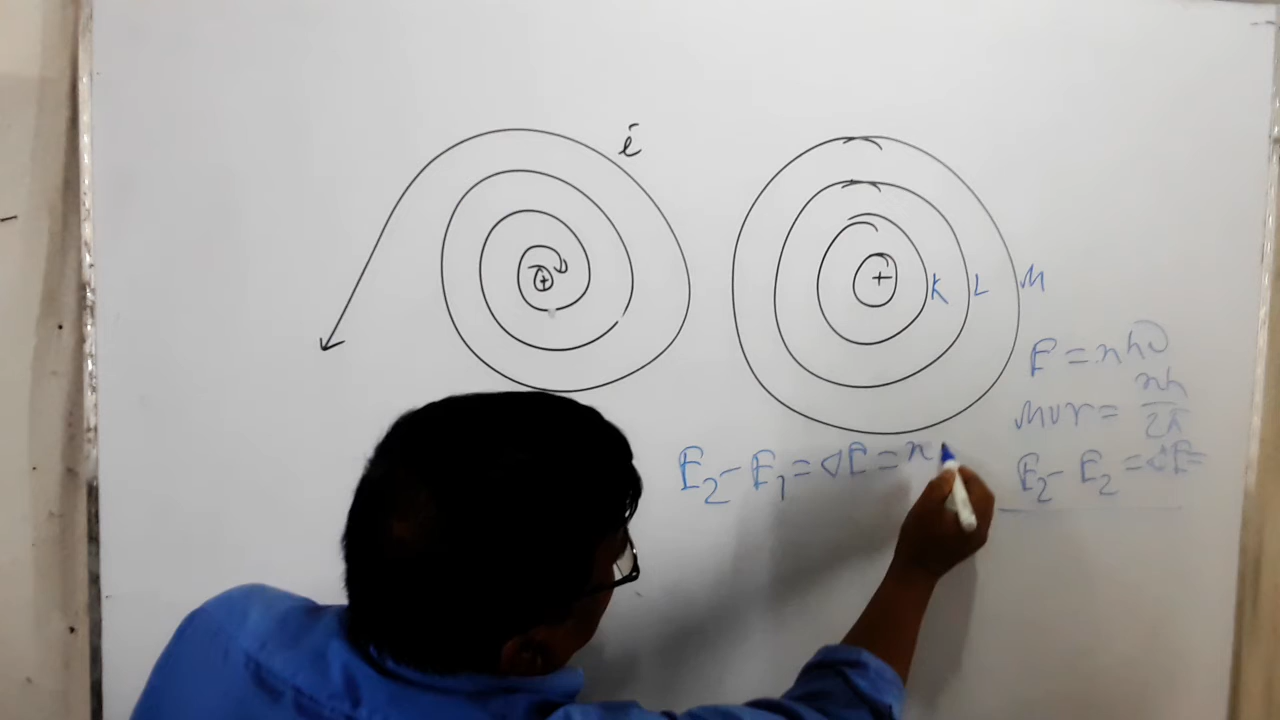 i
+
+ K L M
E = nhν
mvr = nh/2π
E₂ - E₁ = ΔE = n
E₂ - E₂ = ΔE =